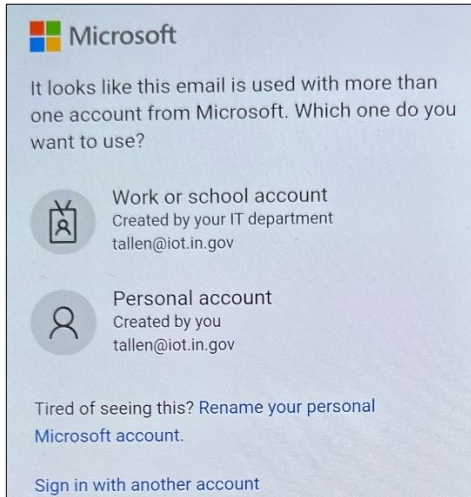 Microsoft
It looks like this email is used with more than
one account from Microsoft. Which one do you
want to use?
Work or school account
Created by your IT department
tallen@iot.in.gov
Personal account
Created by you
tallen@iot.in.gov
Tired of seeing this? Rename your personal
Microsoft account.
Sign in with another account